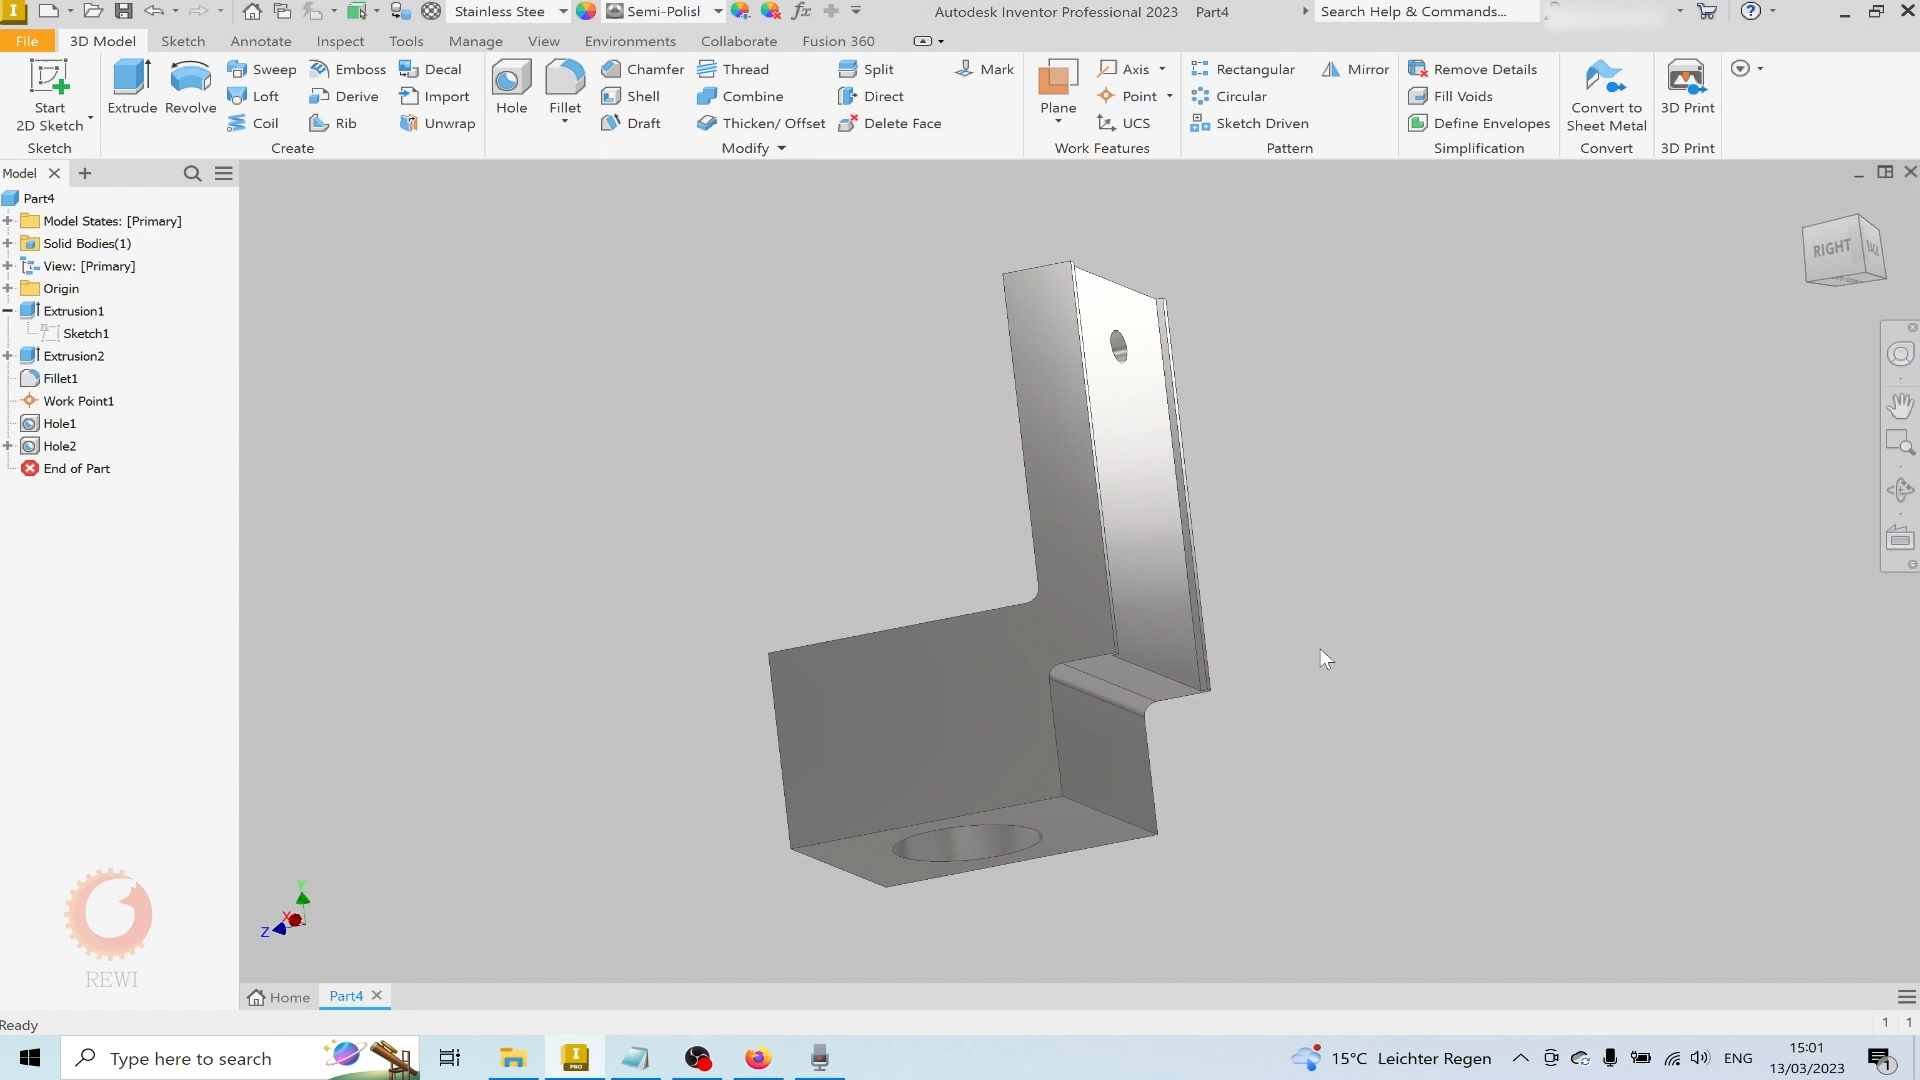 Stainless Stee
Semi-Polish
fx
Autodesk Inventor Professional 2023 Part4
Search Help & Commands...
File 3D Model Sketch Annotate Inspect Tools Manage View Environments Collaborate Fusion 360
Start
2D Sketch
Sketch
Extrude
Revolve
Sweep
Loft
Coil
Emboss
Derive
Rib
Decal
Import
Unwrap
Create
Hole
Fillet
Chamfer
Shell
Draft
Thread
Combine
Thicken/ Offset
Split
Direct
Delete Face
Mark
Modify
Plane
Axis
Point
UCS
Work Features
Rectangular
Circular
Sketch Driven
Mirror
Pattern
Remove Details
Fill Voids
Define Envelopes
Simplification
Convert to
Sheet Metal
Convert
3D Print
3D Print
Model
Part4
Model States: [Primary]
Solid Bodies(1)
View: [Primary]
Origin
Extrusion1
Sketch1
Extrusion2
Fillet1
Work Point1
Hole1
Hole2
End of Part
RIGHT
BACK
Y
X
Z
REWI
Home
Part4
Ready
1 1
Type here to search
PRO
15°C Leichter Regen
ENG
15:01
13/03/2023
1